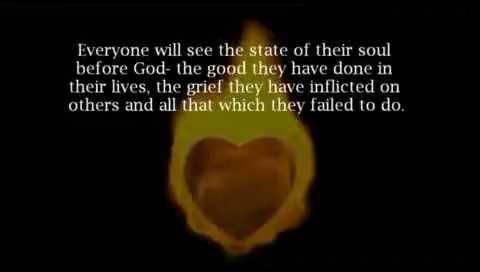 Everyone will see the state of their soul
before God- the good they have done in
their lives, the grief they have inflicted on
others and all that which they failed to do.